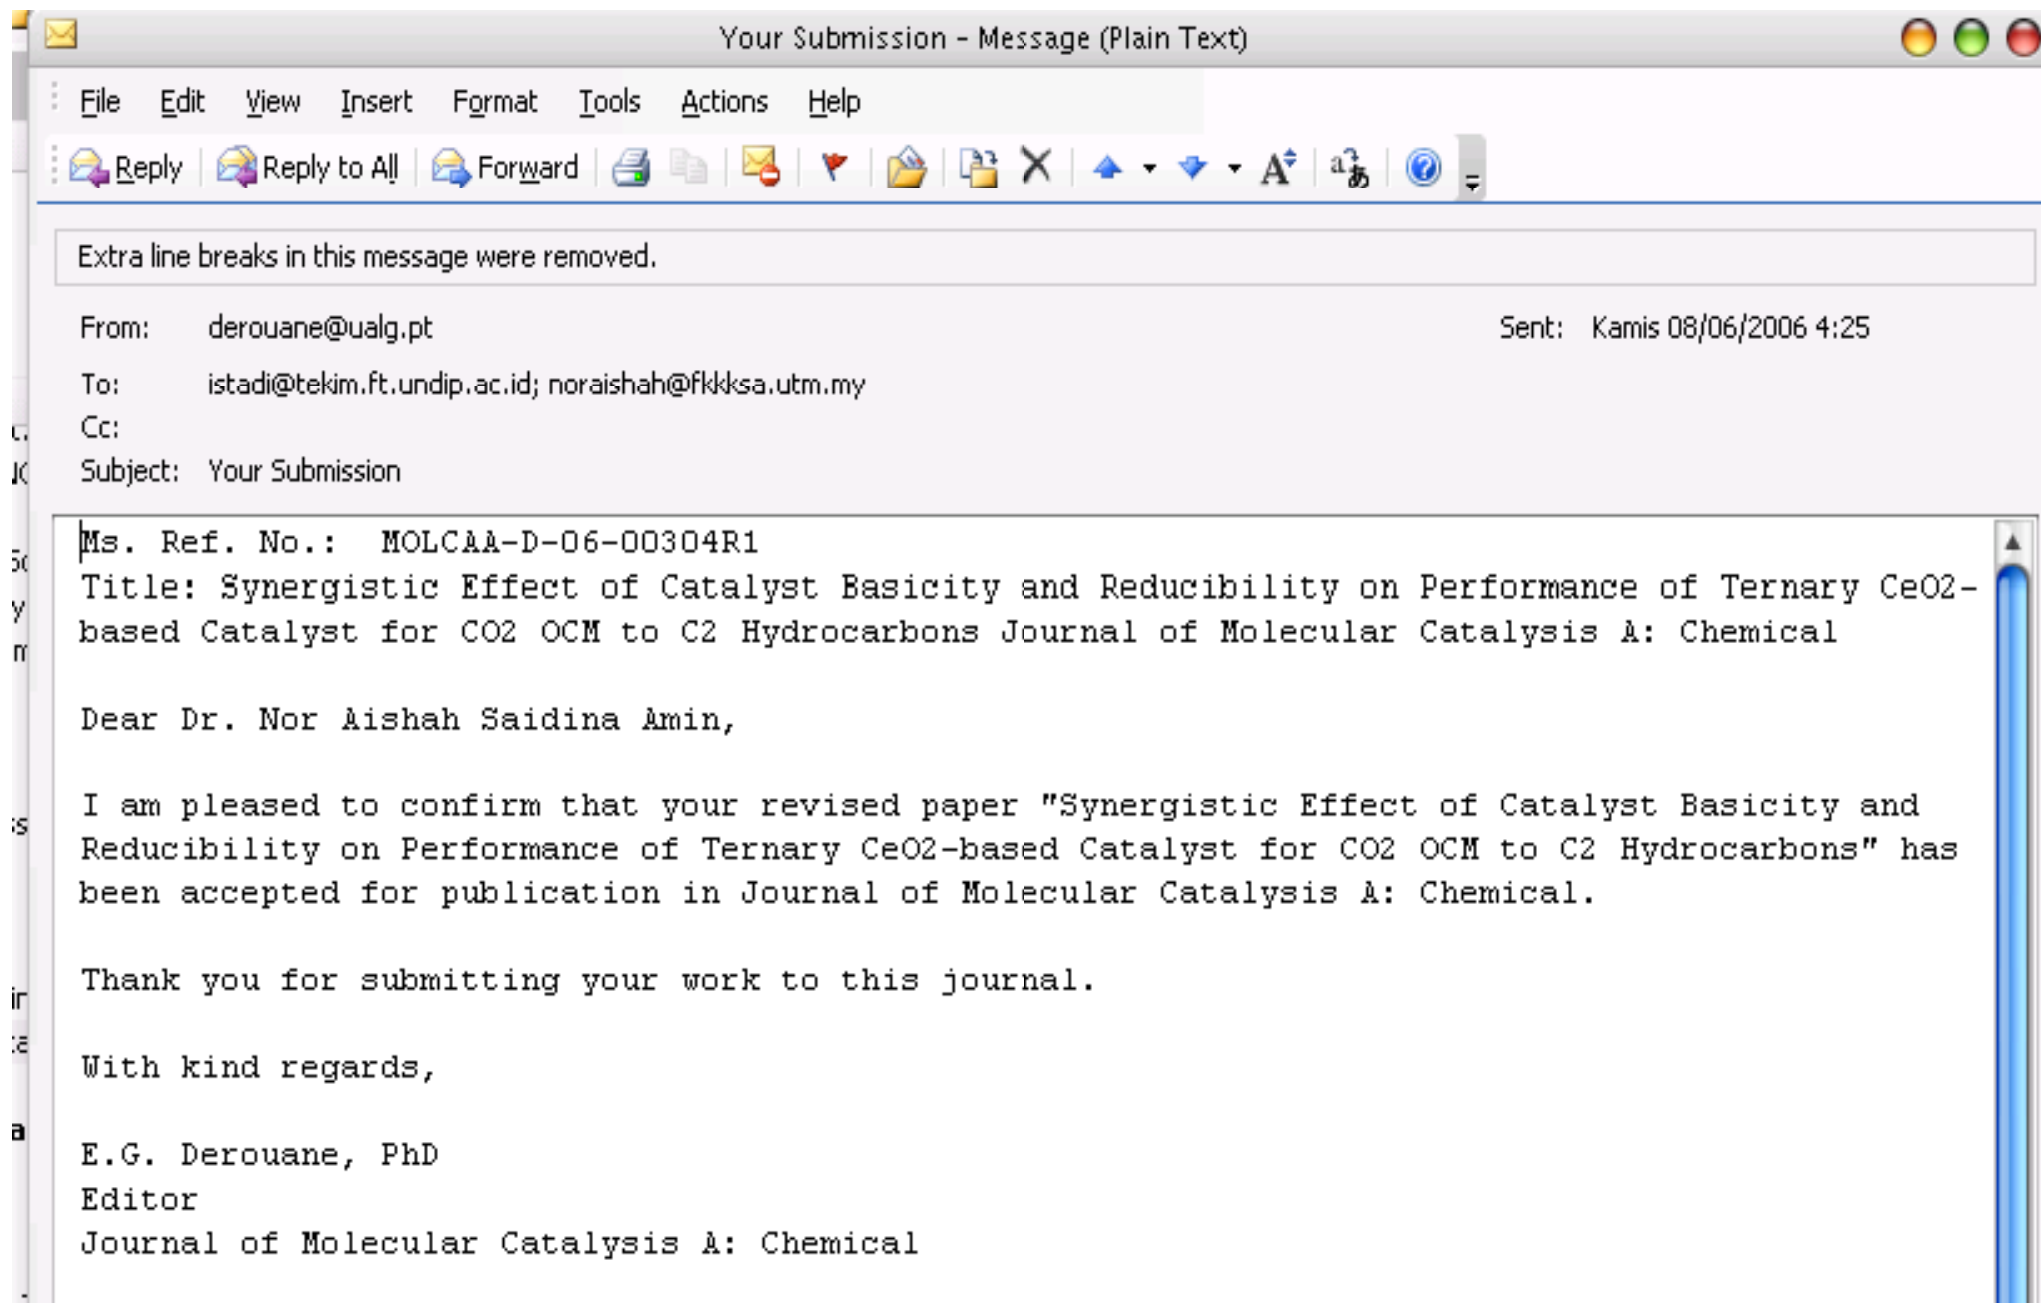 Your Submission - Message (Plain Text)
File Edit View Insert Format Tools Actions Help
Reply Reply to All Forward
Extra line breaks in this message were removed.
From: derouane@ualg.pt Sent: Kamis 08/06/2006 4:25
To: istadi@tekim.ft.undip.ac.id; noraishah@fkkksa.utm.my
Cc:
Subject: Your Submission
Ms. Ref. No.: MOLCAA-D-06-00304R1
Title: Synergistic Effect of Catalyst Basicity and Reducibility on Performance of Ternary CeO2-
based Catalyst for CO2 OCM to C2 Hydrocarbons Journal of Molecular Catalysis A: Chemical
Dear Dr. Nor Aishah Saidina Amin,
I am pleased to confirm that your revised paper "Synergistic Effect of Catalyst Basicity and
Reducibility on Performance of Ternary CeO2-based Catalyst for CO2 OCM to C2 Hydrocarbons" has
been accepted for publication in Journal of Molecular Catalysis A: Chemical.
Thank you for submitting your work to this journal.
With kind regards,
E.G. Derouane, PhD
Editor
Journal of Molecular Catalysis A: Chemical